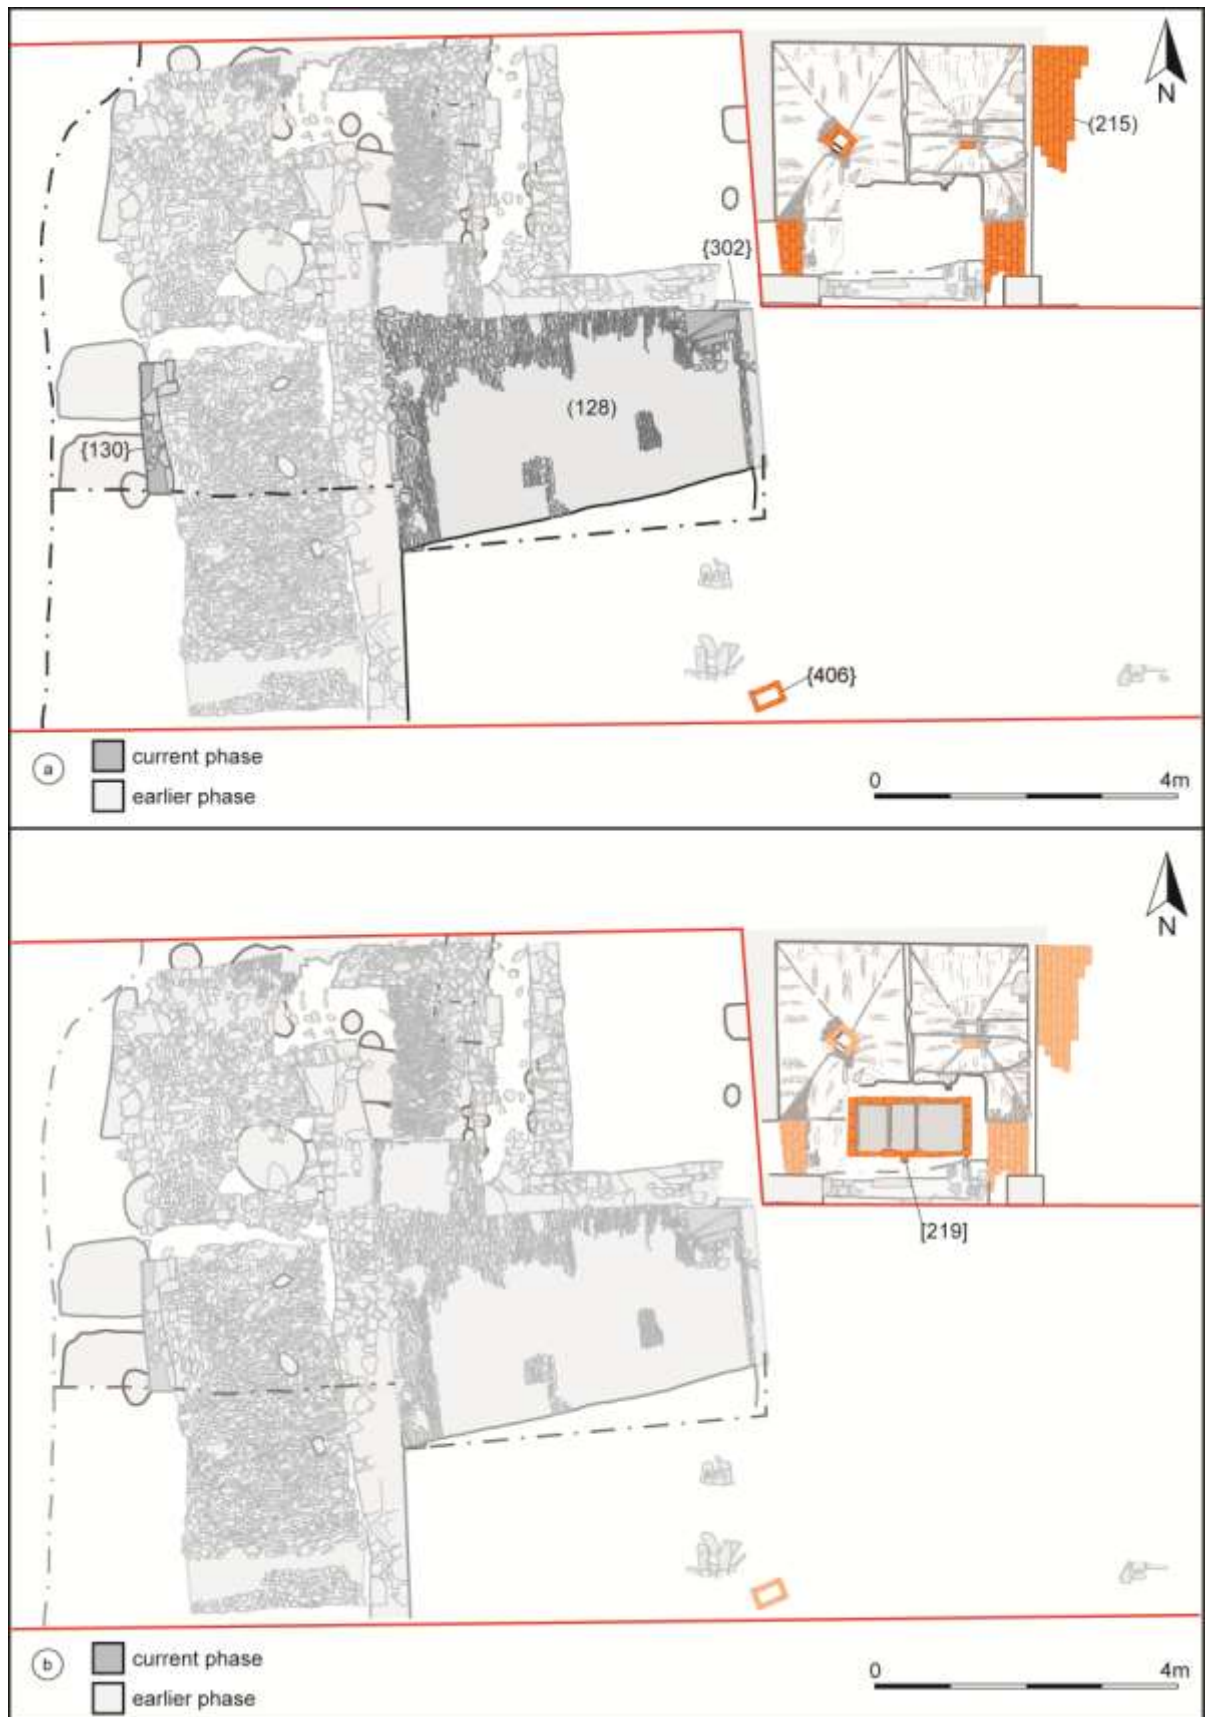 N
(215)
{302}
(128)
{130}
{406}
a
current phase
earlier phase
0
4m
N
[219]
b
current phase
earlier phase
0
4m